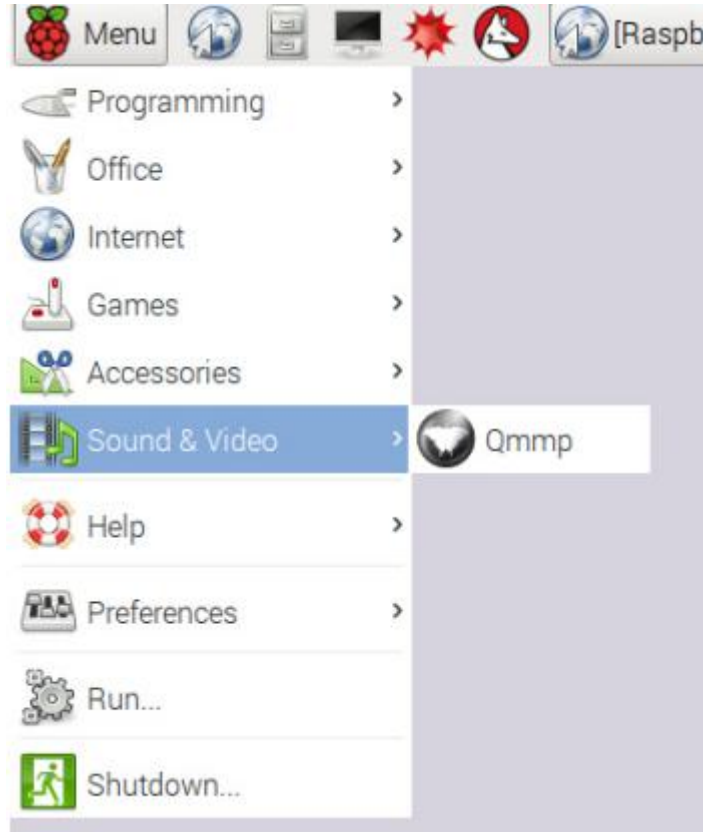 Menu
[Raspb
Programming
Office
Internet
Games
Accessories
Sound & Video
Qmmp
Help
Preferences
Run...
Shutdown...